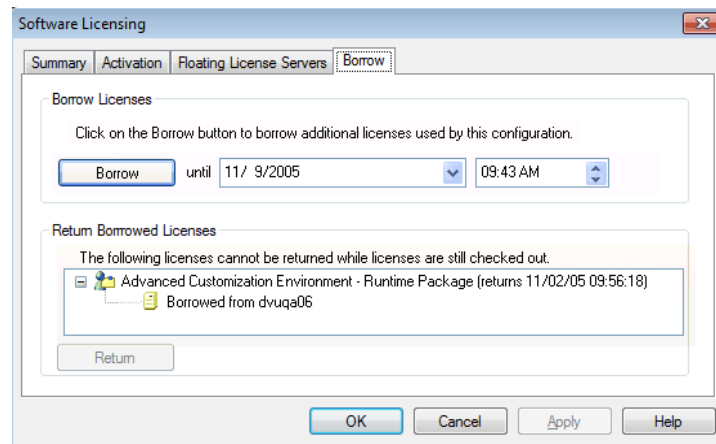 Software Licensing
Summary Activation Floating License Servers Borrow
Borrow Licenses
Click on the Borrow button to borrow additional licenses used by this configuration.
Borrow until 11/ 9/2005 09:43 AM
Return Borrowed Licenses
The following licenses cannot be returned while licenses are still checked out.
Advanced Customization Environment - Runtime Package (returns 11/02/05 09:56:18)
Borrowed from dvuqa06
Return
OK Cancel Apply Help